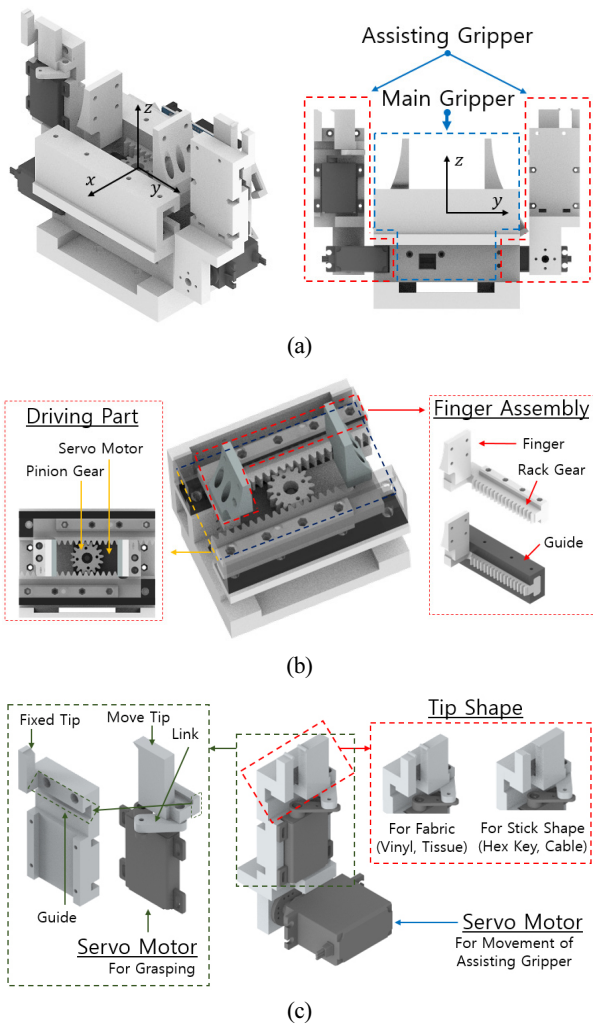 Assisting Gripper
Main Gripper
z
x
y
z
y
(a)
Driving Part
Servo Motor
Pinion Gear
Finger Assembly
Finger
Rack Gear
Guide
(b)
Fixed Tip
Move Tip
Link
Guide
Servo Motor
For Grasping
Tip Shape
For Fabric
(Vinyl, Tissue)
For Stick Shape
(Hex Key, Cable)
Servo Motor
For Movement of
Assisting Gripper
(c)